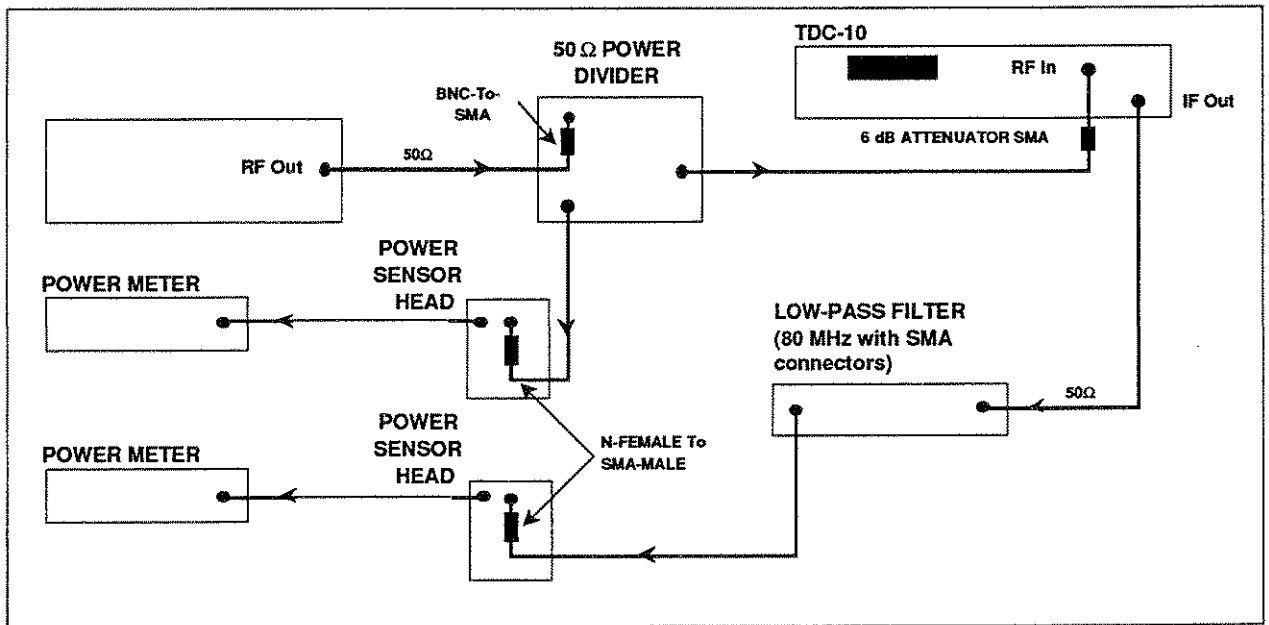 TDC-10
50 Ω POWER
DIVIDER
RF In
BNC-To-
SMA
IF Out
6 dB ATTENUATOR SMA
50Ω
RF Out
POWER
SENSOR
HEAD
POWER METER
LOW-PASS FILTER
(80 MHz with SMA
connectors)
50Ω
POWER
SENSOR
HEAD
N-FEMALE To
SMA-MALE
POWER METER